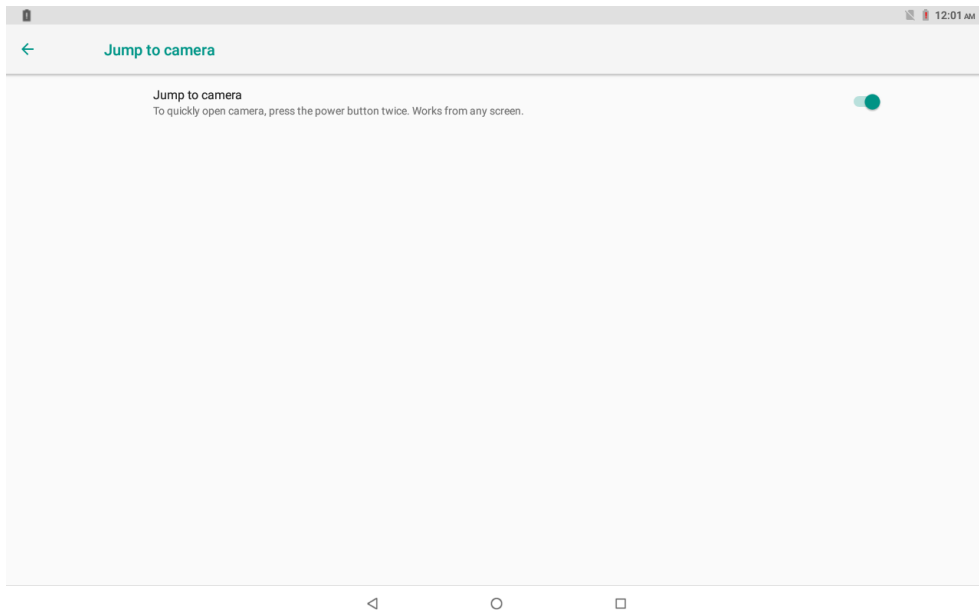 12:01 AM
Jump to camera
Jump to camera
To quickly open camera, press the power button twice. Works from any screen.